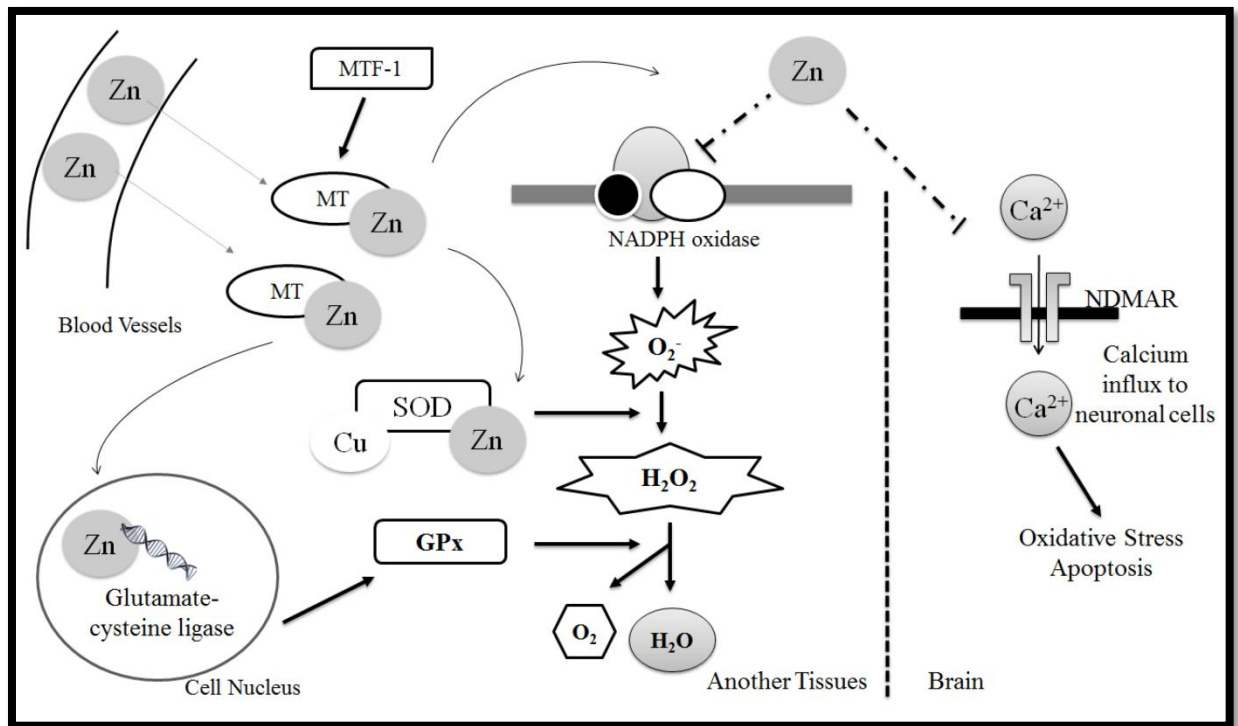 Zn
MTF-1
Zn
Zn
MT
Zn
NADPH oxidase
Ca²⁺
MT
Zn
Blood Vessels
NDMAR
O₂⁻
Calcium
influx to
neuronal cells
Ca²⁺
SOD
Cu
Zn
H₂O₂
Zn
GPx
Oxidative Stress
Apoptosis
Glutamate-
cysteine ligase
O₂
H₂O
Cell Nucleus
Another Tissues
Brain